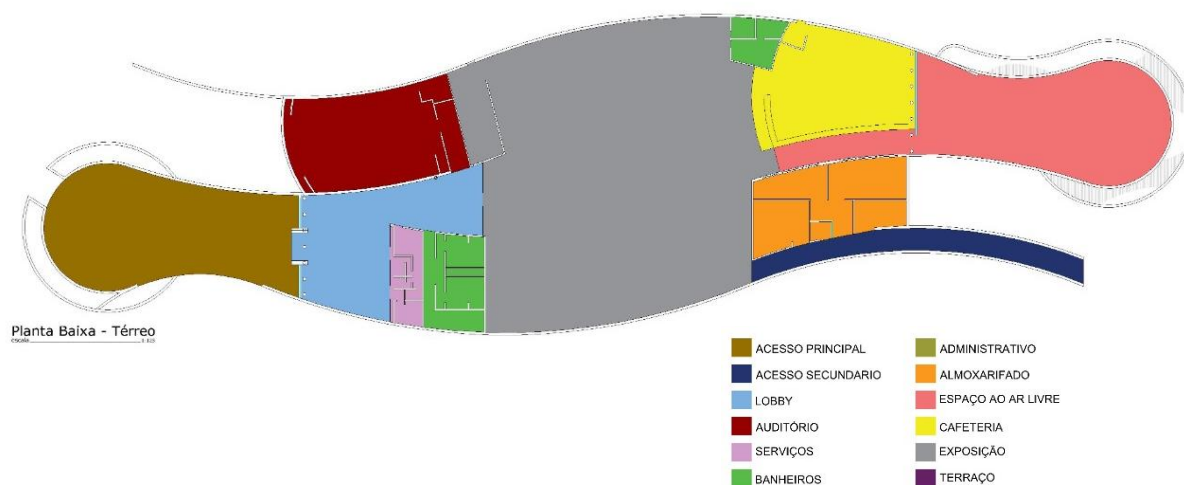 Planta Baixa - Térreo
Escala
ACESSO PRINCIPAL
ACESSO SECUNDARIO
LOBBY
AUDITÓRIO
SERVIÇOS
BANHEIROS
ADMINISTRATIVO
ALMOXARIFADO
ESPAÇO AO AR LIVRE
CAFETERIA
EXPOSIÇÃO
TERRAÇO